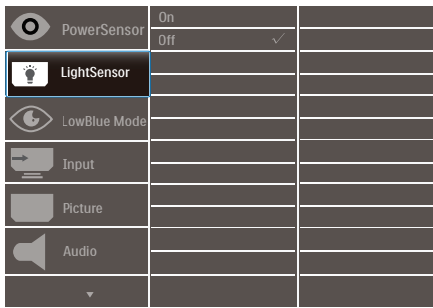 PowerSensor
On
Off ✓
LightSensor
LowBlue Mode
Input
Picture
Audio